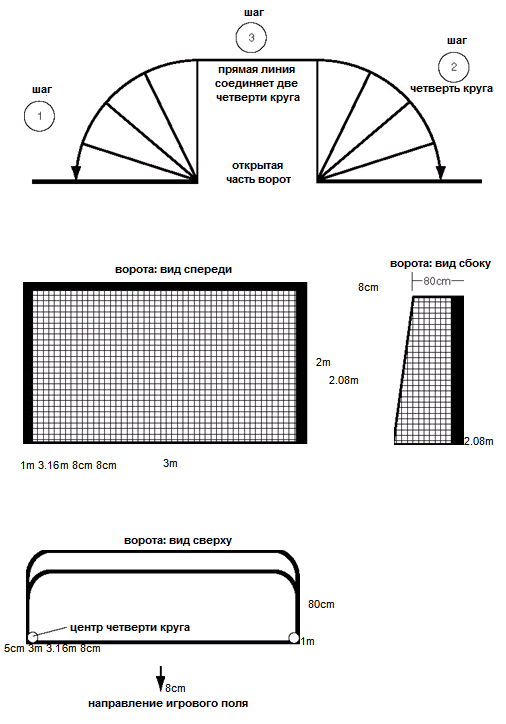 шаг
3
шаг
2
прямая линия
соединяет две
четверти круга
четверть круга
шаг
1
открытая
часть ворот
ворота: вид спереди
ворота: вид сбоку
80cm
8cm
2m
2.08m
2.08m
1m 3.16m 8cm 8cm
3m
ворота: вид сверху
80cm
центр четверти круга
1m
5cm 3m 3.16m 8cm
8cm
направление игрового поля